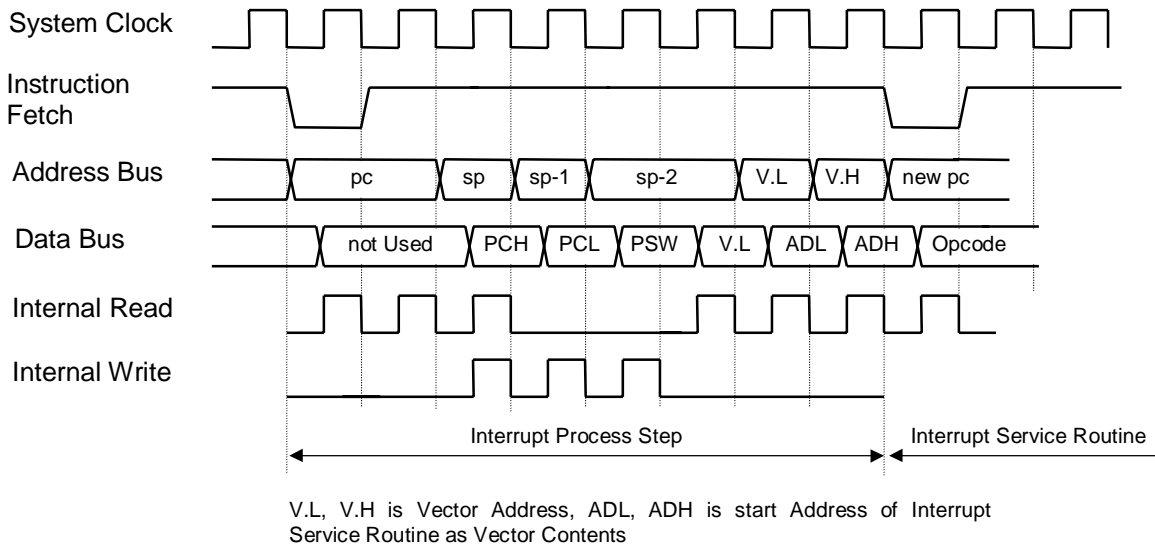 System Clock
Instruction
Fetch
Address Bus
pc
sp
sp-1
sp-2
V.L
V.H
new pc
Data Bus
not Used
PCH
PCL
PSW
V.L
ADL
ADH
Opcode
Internal Read
Internal Write
Interrupt Process Step
Interrupt Service Routine
V.L, V.H is Vector Address, ADL, ADH is start Address of Interrupt
Service Routine as Vector Contents